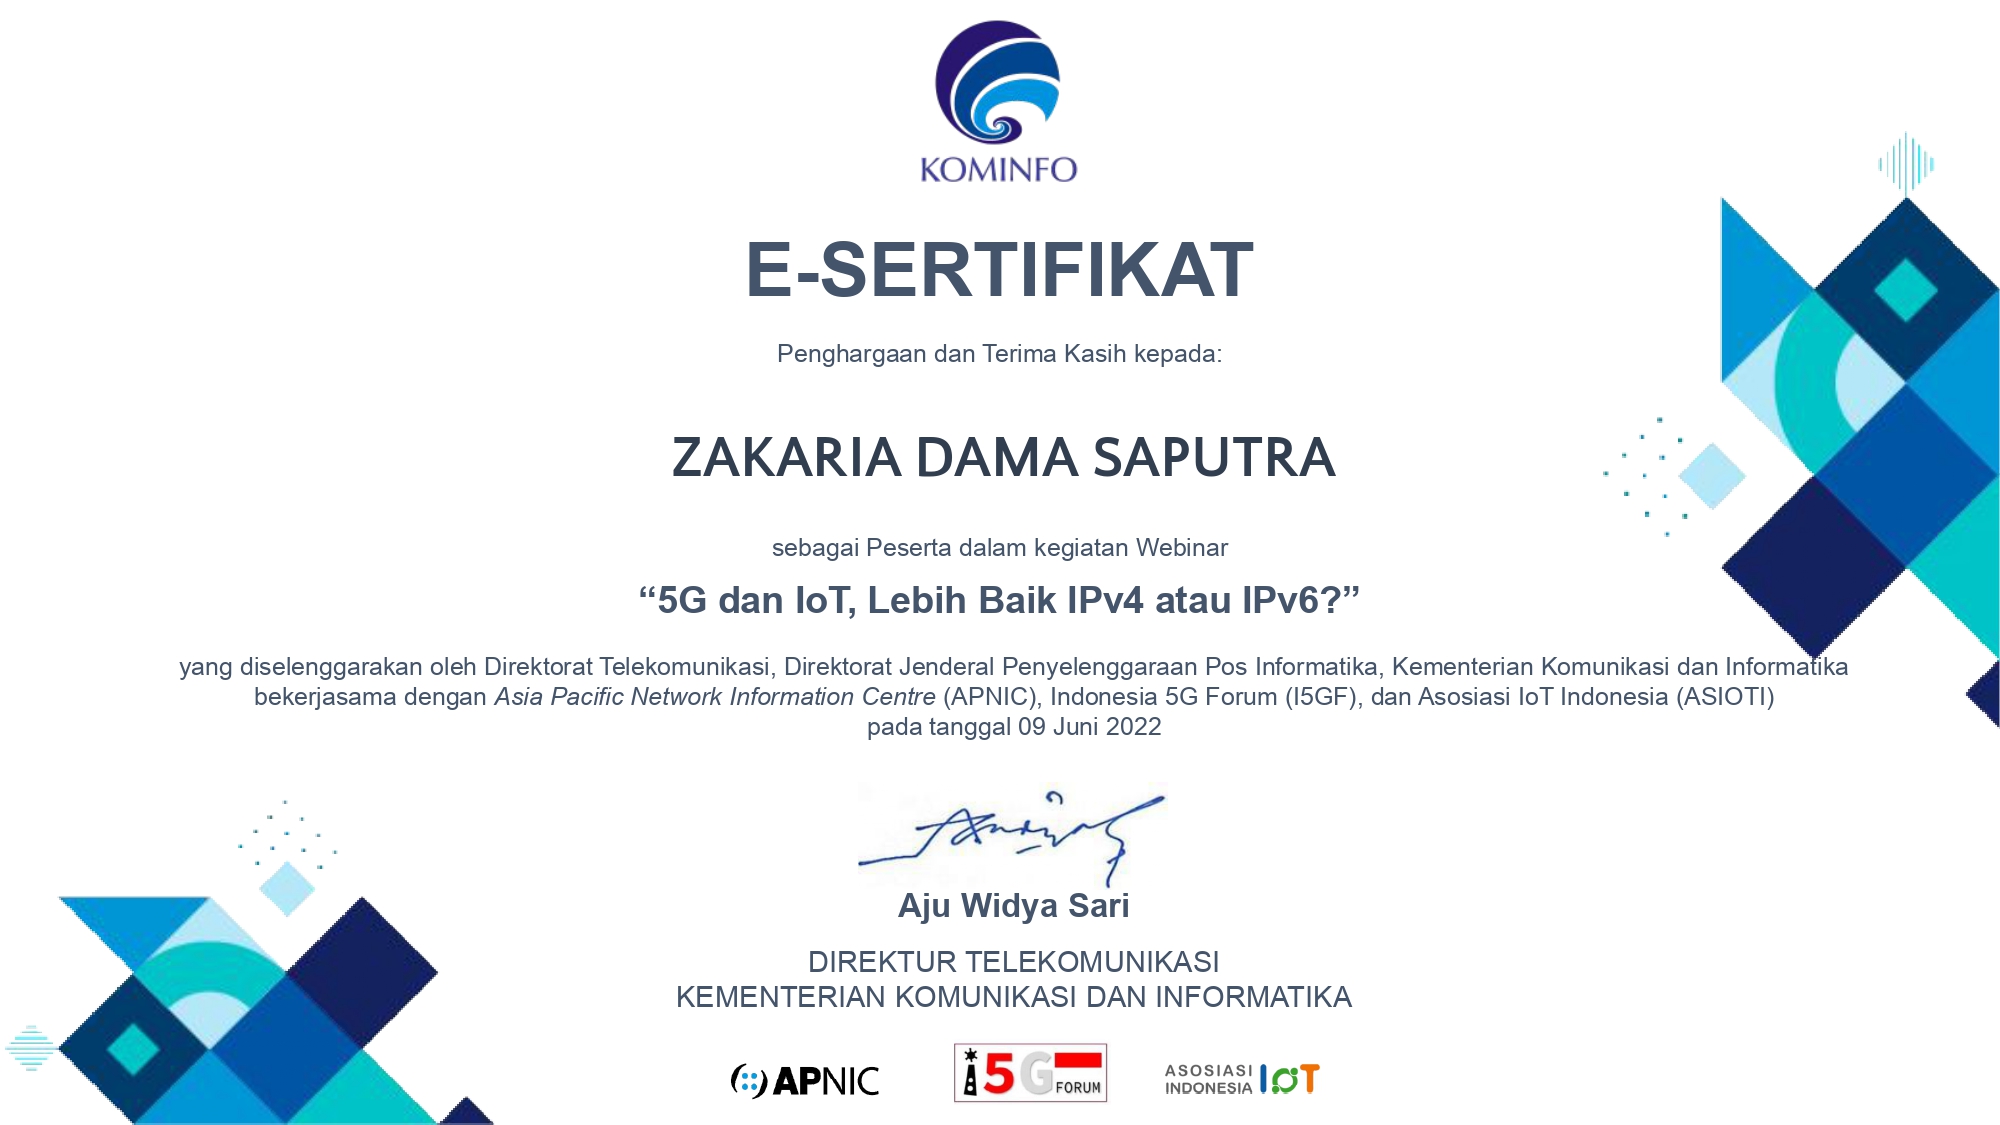 KOMINFO
E-SERTIFIKAT
Penghargaan dan Terima Kasih kepada:
ZAKARIA DAMA SAPUTRA
sebagai Peserta dalam kegiatan Webinar
“5G dan IoT, Lebih Baik IPv4 atau IPv6?”
yang diselenggarakan oleh Direktorat Telekomunikasi, Direktorat Jenderal Penyelenggaraan Pos Informatika, Kementerian Komunikasi dan Informatika
bekerjasama dengan Asia Pacific Network Information Centre (APNIC), Indonesia 5G Forum (I5GF), dan Asosiasi IoT Indonesia (ASIOTI)
pada tanggal 09 Juni 2022
Aju Widya Sari
DIREKTUR TELEKOMUNIKASI
KEMENTERIAN KOMUNIKASI DAN INFORMATIKA
APNIC
i5G FORUM
ASOSIASI INDONESIA IoT